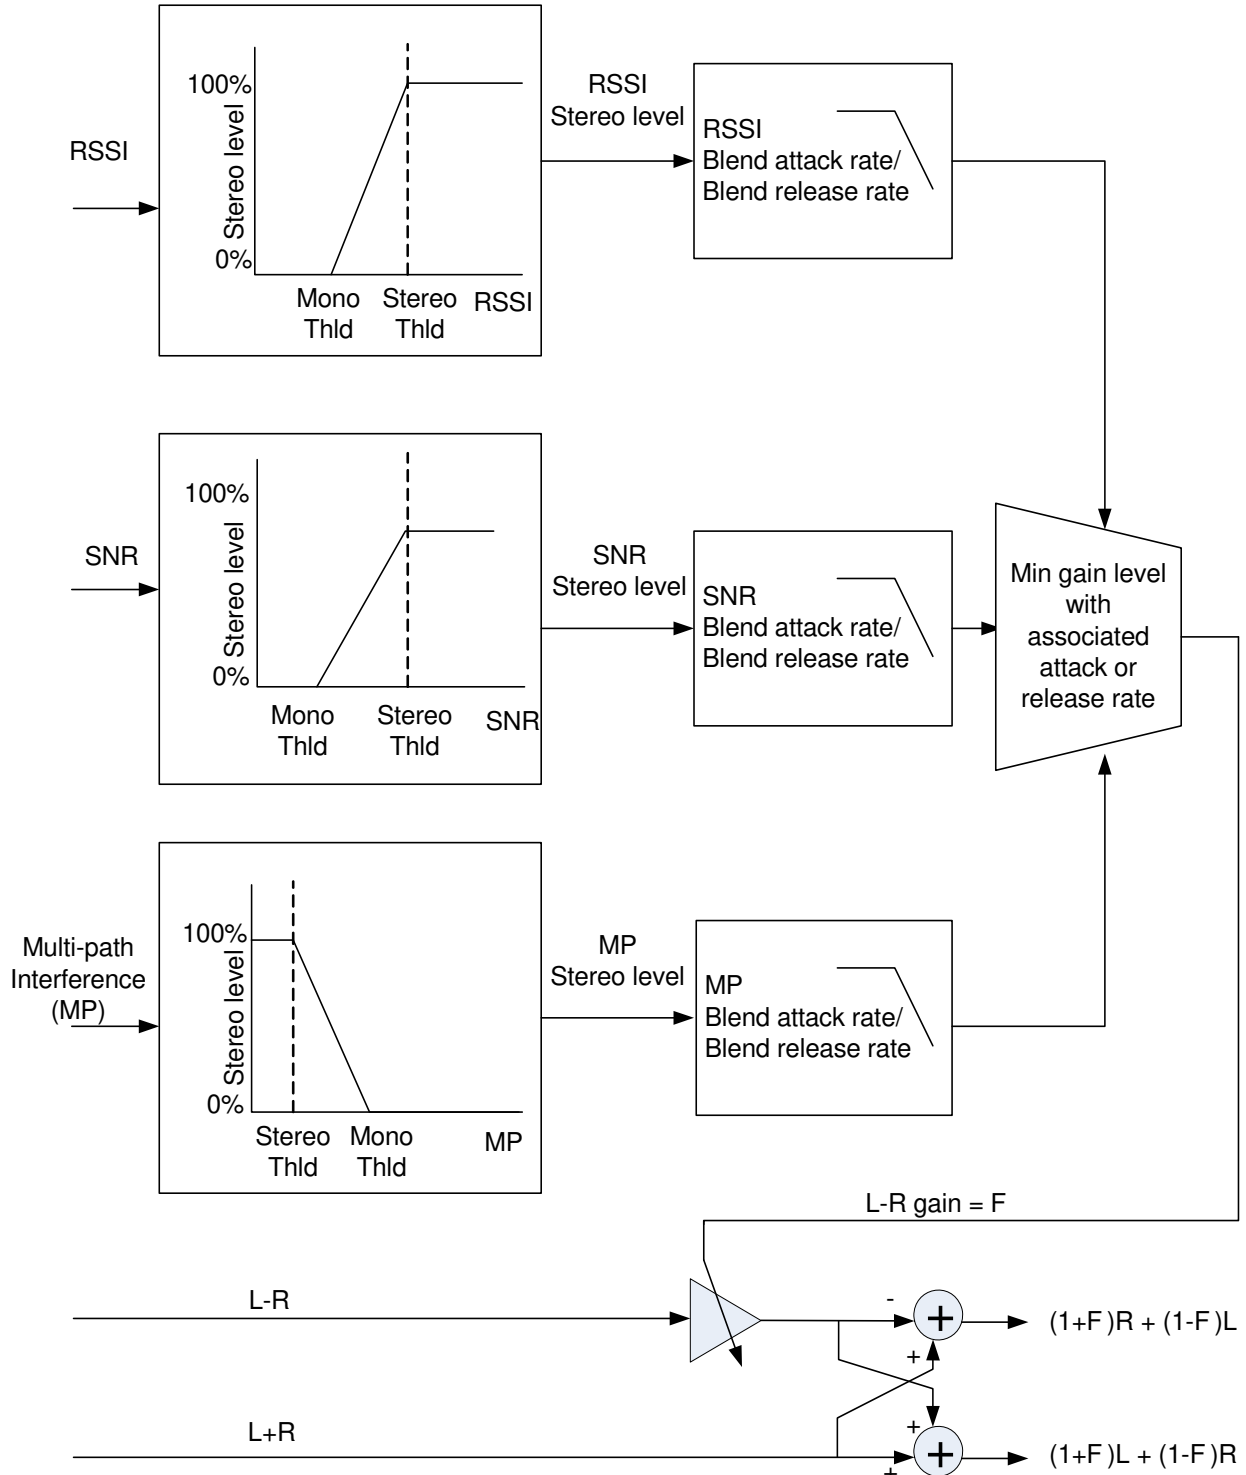 100%
Stereo level
0%
Mono
Thld
Stereo
Thld
RSSI
RSSI
RSSI
Stereo level
RSSI
Blend attack rate/
Blend release rate
SNR
100%
Stereo level
0%
Mono
Thld
Stereo
Thld
SNR
SNR
Stereo level
SNR
Blend attack rate/
Blend release rate
Min gain level
with
associated
attack or
release rate
Multi-path
Interference
(MP)
100%
Stereo level
0%
Stereo
Thld
Mono
Thld
MP
MP
Stereo level
MP
Blend attack rate/
Blend release rate
L-R gain = F
L-R
-
+
+
(1+F)R + (1-F)L
L+R
+
+
+
(1+F)L + (1-F)R